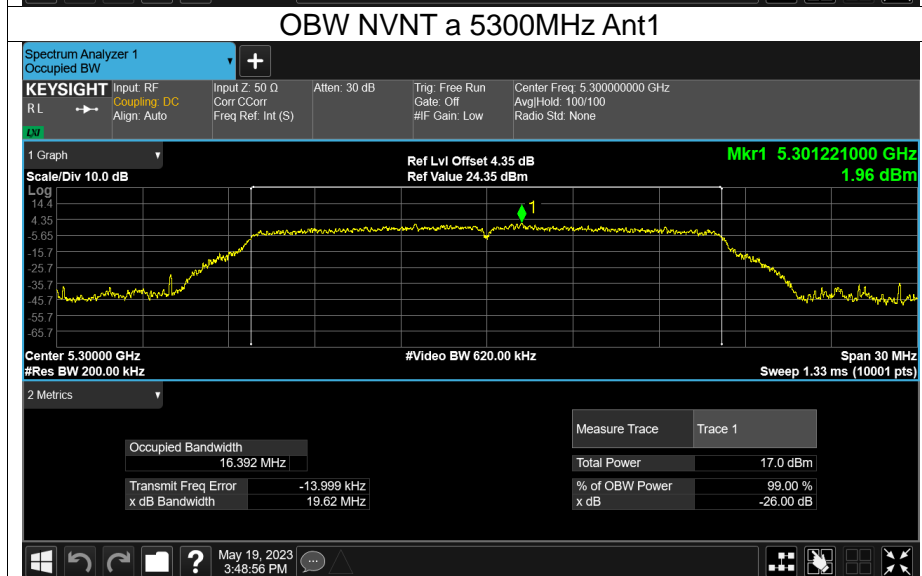 OBW NVNT a 5300MHz Ant1
Spectrum Analyzer 1
Occupied BW
+
KEYSIGHT
R L
LXI
Input: RF
Coupling: DC
Align: Auto
Input Z: 50 Ω
Corr CCorr
Freq Ref: Int (S)
Atten: 30 dB
Trig: Free Run
Gate: Off
#IF Gain: Low
Center Freq: 5.300000000 GHz
Avg|Hold: 100/100
Radio Std: None
1 Graph
Scale/Div 10.0 dB
Ref Lvl Offset 4.35 dB
Ref Value 24.35 dBm
Mkr1 5.301221000 GHz
1.96 dBm
Log
14.4
4.35
-5.65
-15.7
-25.7
-35.7
-45.7
-55.7
-65.7
1
Center 5.30000 GHz
#Res BW 200.00 kHz
#Video BW 620.00 kHz
Span 30 MHz
Sweep 1.33 ms (10001 pts)
2 Metrics
Measure Trace Trace 1
Occupied Bandwidth
16.392 MHz
Total Power 17.0 dBm
Transmit Freq Error -13.999 kHz
% of OBW Power 99.00 %
x dB Bandwidth 19.62 MHz
x dB -26.00 dB
?
May 19, 2023
3:48:56 PM